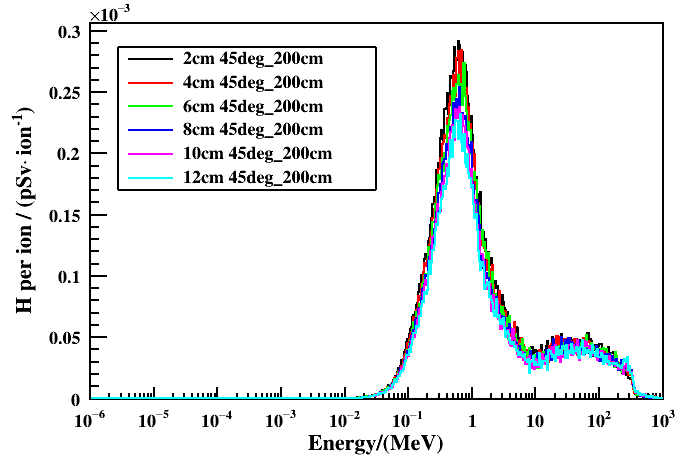 ×10⁻³
0.3
0.25
0.2
0.15
0.1
0.05
0
H per ion / (pSv· ion⁻¹)
2cm 45deg_200cm
4cm 45deg_200cm
6cm 45deg_200cm
8cm 45deg_200cm
10cm 45deg_200cm
12cm 45deg_200cm
10⁻⁶ 10⁻⁵ 10⁻⁴ 10⁻³ 10⁻² 10⁻¹ 1 10 10² 10³
Energy/(MeV)